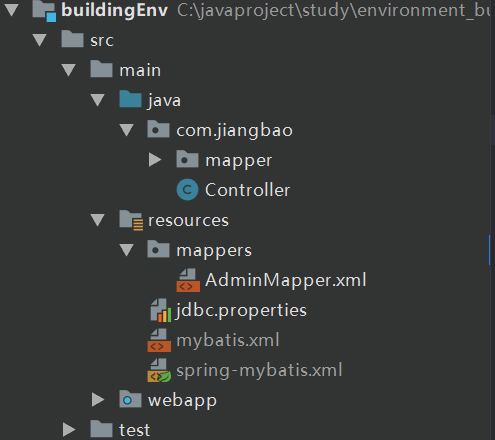 buildingEnv C:\javaproject\study\environment_bu
src
main
java
com.jiangbao
mapper
Controller
resources
mappers
AdminMapper.xml
jdbc.properties
mybatis.xml
spring-mybatis.xml
webapp
test